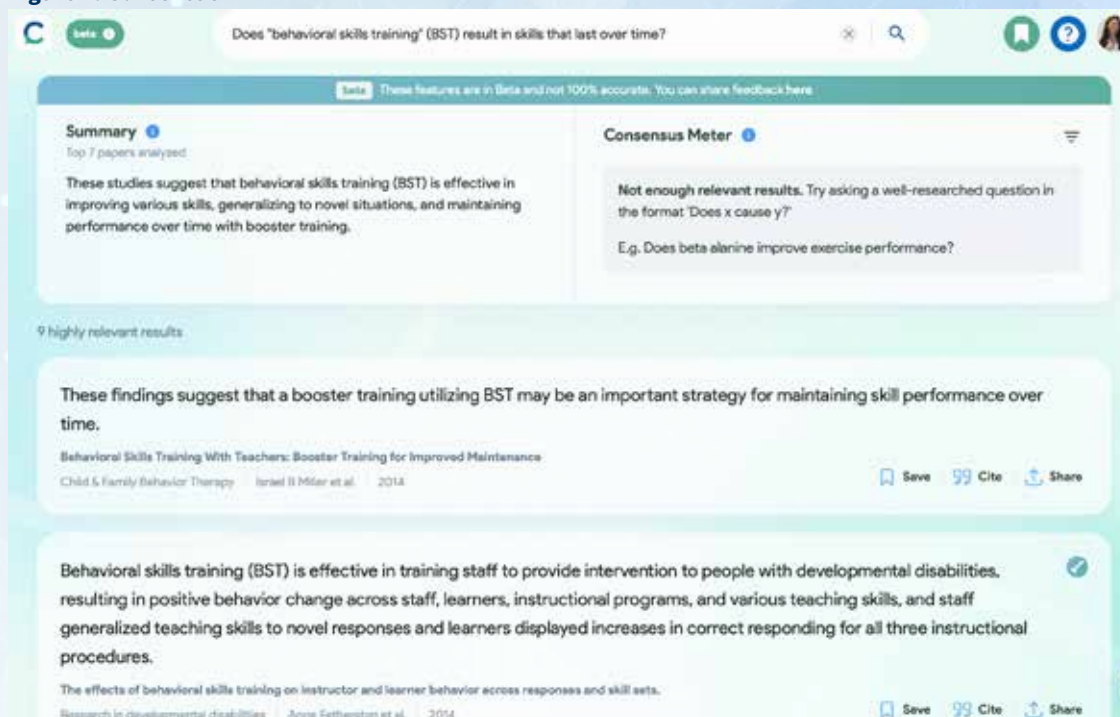 C
beta
Does "behavioral skills training" (BST) result in skills that last over time?
beta These features are in Beta and not 100% accurate. You can share feedback here
Summary
Top 7 papers analyzed
These studies suggest that behavioral skills training (BST) is effective in
improving various skills, generalizing to novel situations, and maintaining
performance over time with booster training.
Consensus Meter
Not enough relevant results. Try asking a well-researched question in
the format 'Does x cause y?'
E.g. Does beta alanine improve exercise performance?
9 highly relevant results
These findings suggest that a booster training utilizing BST may be an important strategy for maintaining skill performance over
time.
Behavioral Skills Training With Teachers: Booster Training for Improved Maintenance
Child & Family Behavior Therapy Israel Miller et al. 2014
Save Cite Share
Behavioral skills training (BST) is effective in training staff to provide intervention to people with developmental disabilities,
resulting in positive behavior change across staff, learners, instructional programs, and various teaching skills, and staff
generalized teaching skills to novel responses and learners displayed increases in correct responding for all three instructional
procedures.
The effects of behavioral skills training on instructor and learner behavior across responses and skill sets.
Research in developmental disabilities Anne Fetherston et al. 2014
Save Cite Share